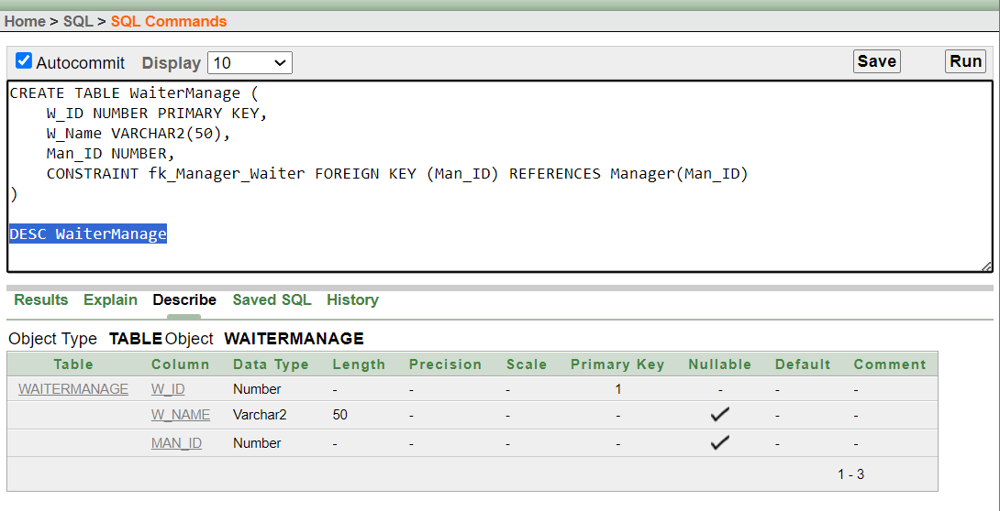 Home > SQL > SQL Commands
Autocommit Display 10 Save Run
CREATE TABLE WaiterManage (
    W_ID NUMBER PRIMARY KEY,
    W_Name VARCHAR2(50),
    Man_ID NUMBER,
    CONSTRAINT fk_Manager_Waiter FOREIGN KEY (Man_ID) REFERENCES Manager(Man_ID)
)
DESC WaiterManage
Results Explain Describe Saved SQL History
Object Type TABLE Object WAITERMANAGE
Table Column Data Type Length Precision Scale Primary Key Nullable Default Comment
WAITERMANAGE W_ID Number - - - 1 - - -
W_NAME Varchar2 50 - - - ✓ - -
MAN_ID Number - - - - ✓ - -
1 - 3